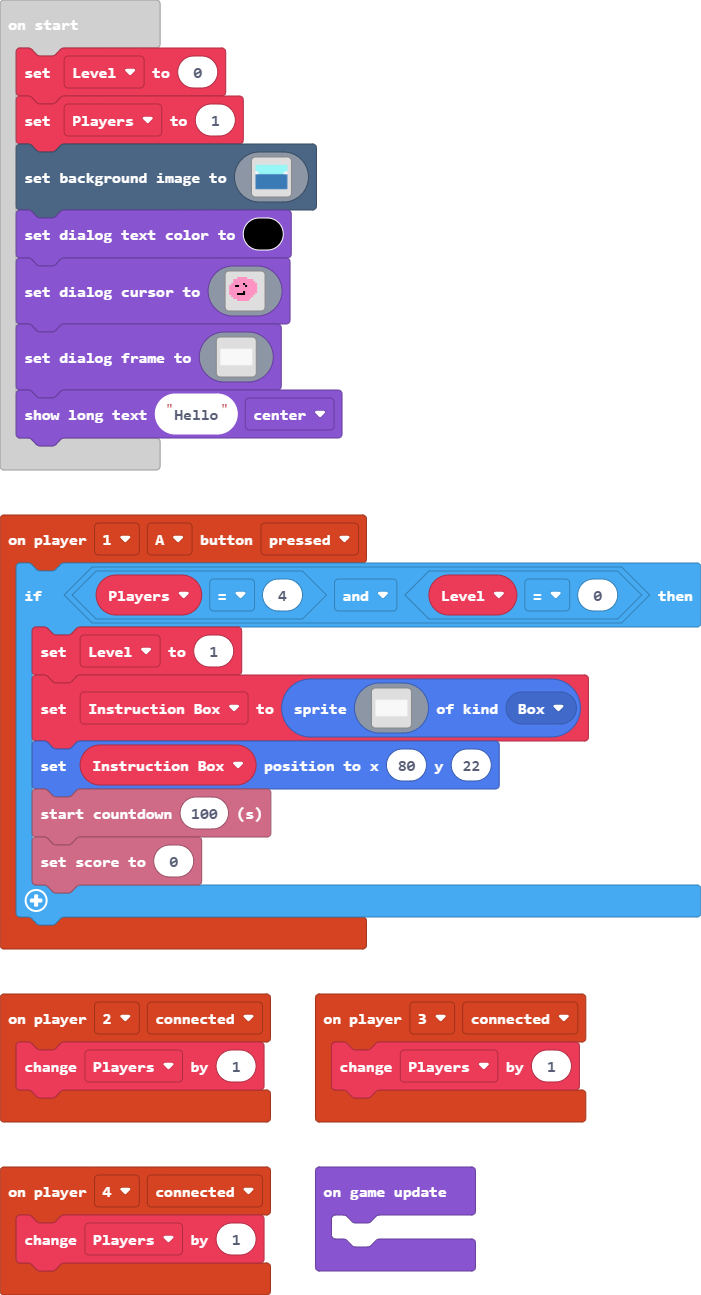 on start
set Level to 0
set Players to 1
set background image to
set dialog text color to
set dialog cursor to
set dialog frame to
show long text "Hello" center
on player 1 A button pressed
if Players = 4 and Level = 0 then
set Level to 1
set Instruction Box to sprite of kind Box
set Instruction Box position to x 80 y 22
start countdown 100 (s)
set score to 0
on player 2 connected
change Players by 1
on player 3 connected
change Players by 1
on player 4 connected
change Players by 1
on game update